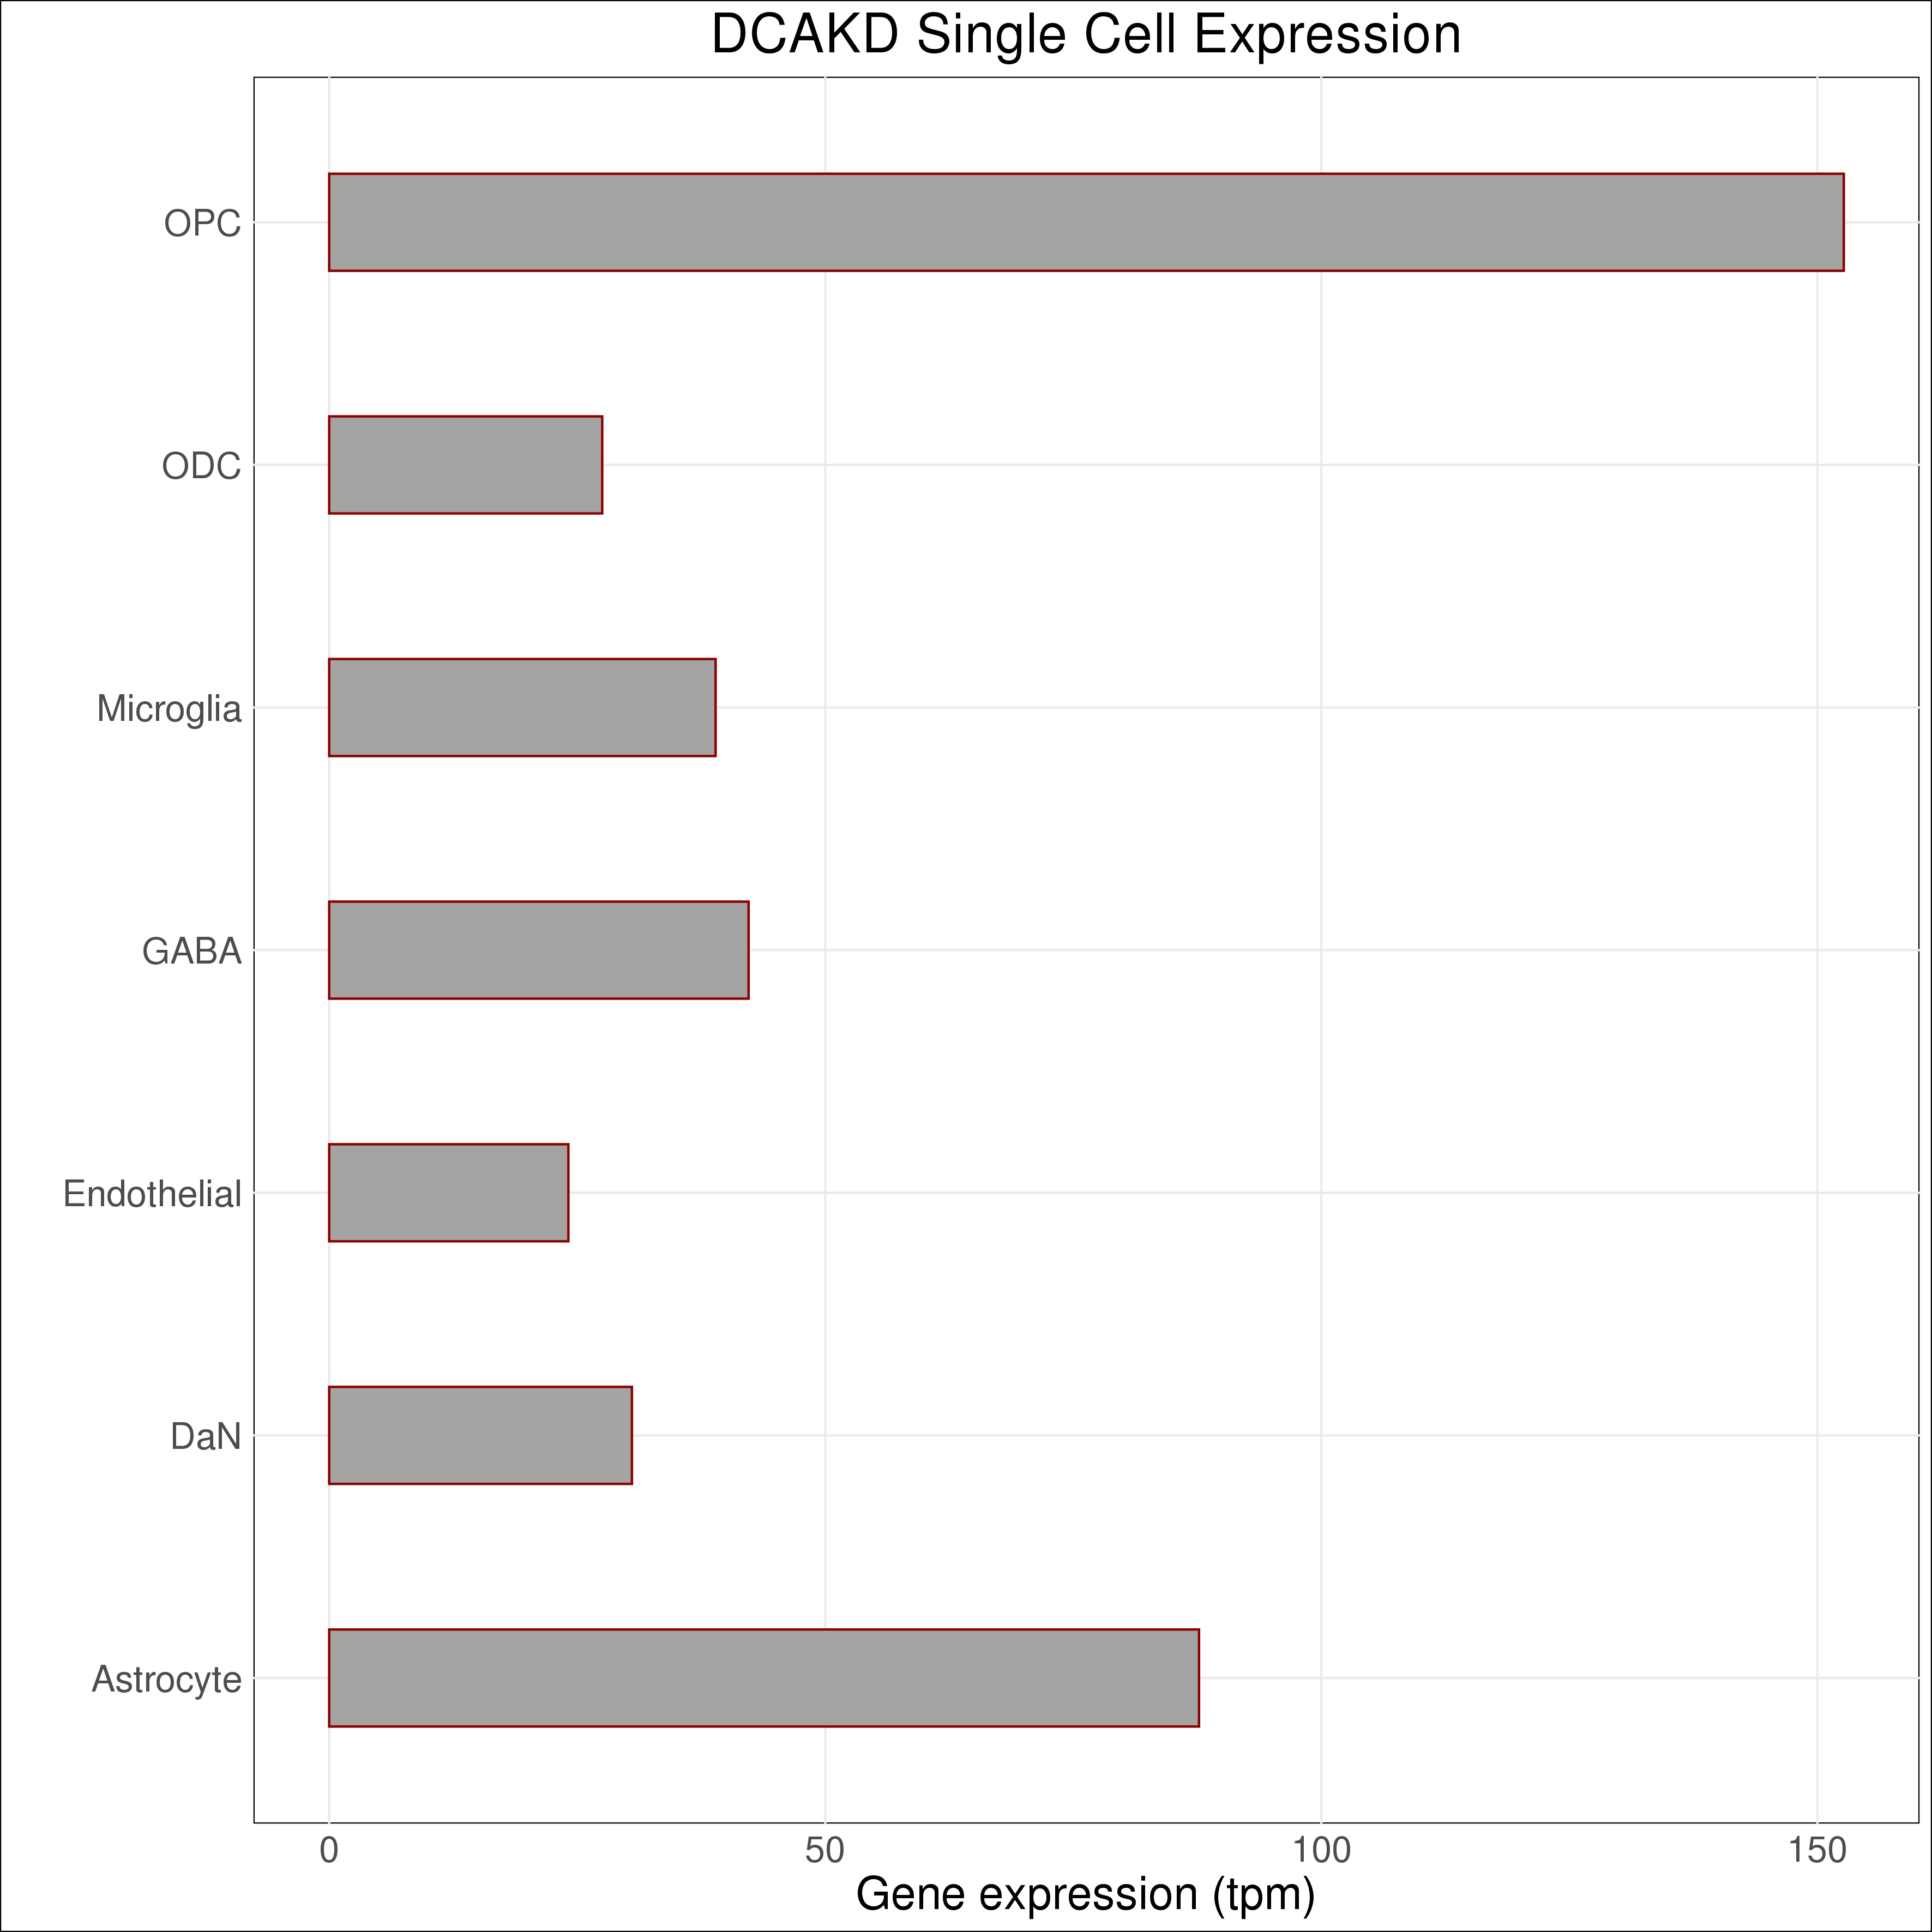 DCAKD Single Cell Expression
OPC
ODC
Microglia
GABA
Endothelial
DaN
Astrocyte
0 50 100 150
Gene expression (tpm)